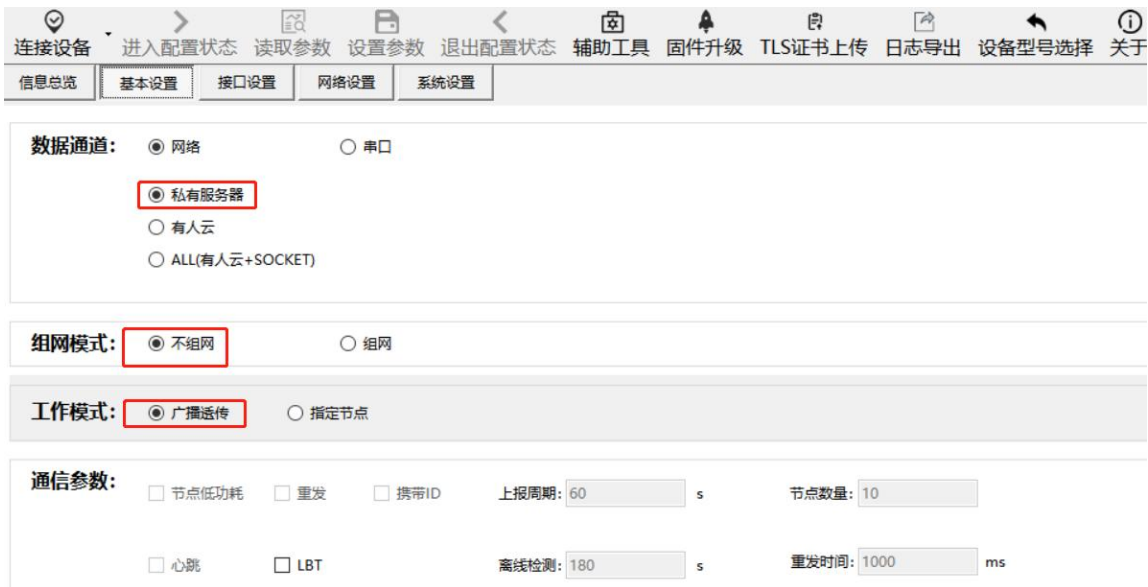 连接设备 进入配置状态 读取参数 设置参数 退出配置状态 辅助工具 固件升级 TLS证书上传 日志导出 设备型号选择 关于
信息总览 基本设置 接口设置 网络设置 系统设置
数据通道： 网络 串口
私有服务器
有人云
ALL(有人云+SOCKET)
组网模式： 不组网 组网
工作模式： 广播透传 指定节点
通信参数： 节点低功耗 重发 携带ID 上报周期: 60 s 节点数量: 10
心跳 LBT 离线检测: 180 s 重发时间: 1000 ms